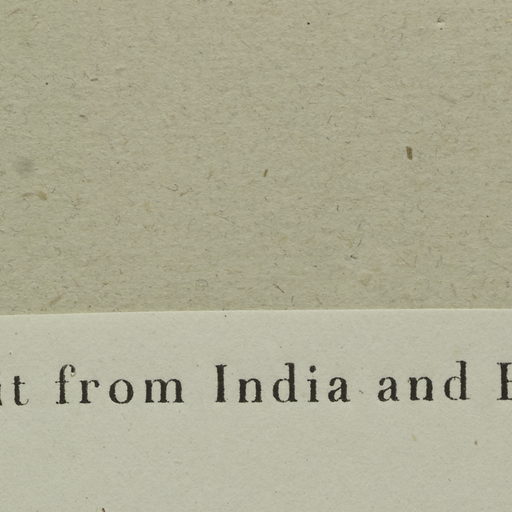 from India and